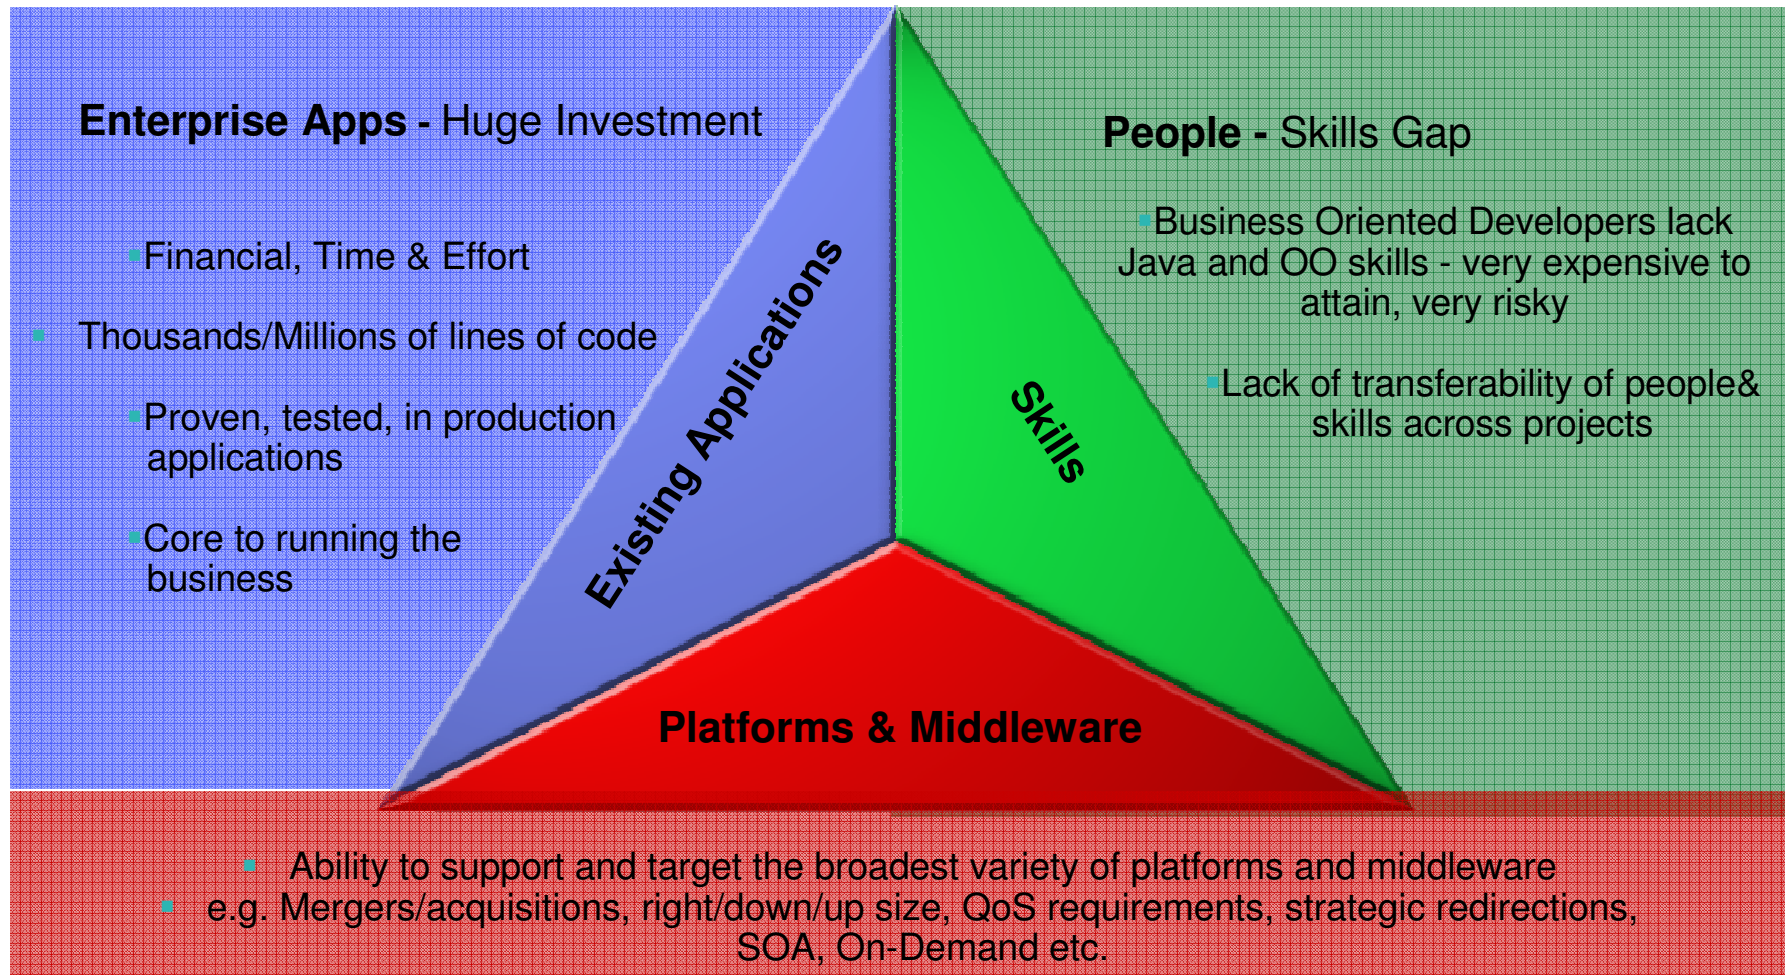 Enterprise Apps - Huge Investment
▪Financial, Time & Effort
▪ Thousands/Millions of lines of code
▪Proven, tested, in production
applications
▪Core to running the
business
Existing Applications
People - Skills Gap
▪Business Oriented Developers lack
Java and OO skills - very expensive to
attain, very risky
▪Lack of transferability of people&
skills across projects
Skills
Platforms & Middleware
▪ Ability to support and target the broadest variety of platforms and middleware
▪ e.g. Mergers/acquisitions, right/down/up size, QoS requirements, strategic redirections,
SOA, On-Demand etc.